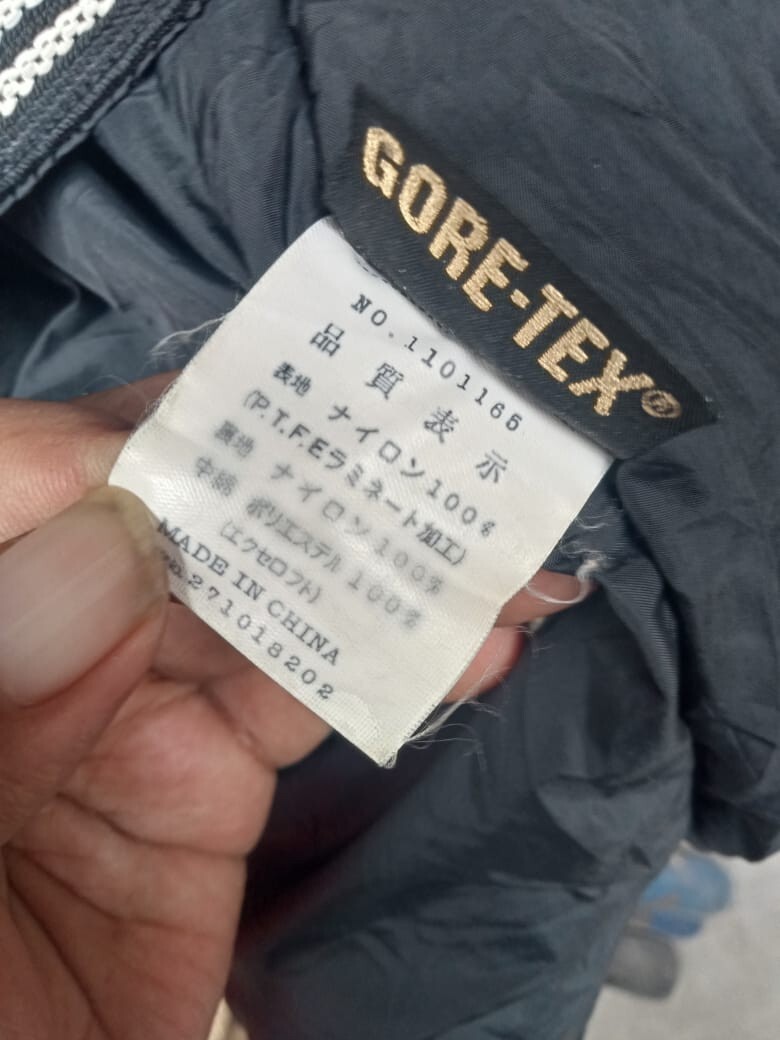 GORE-TEX®
NO.1101165
品質表示
表地 ナイロン100%
(P.T.F.Eラミネート加工)
裏地 ナイロン100%
中綿 ポリエステル 100%
(エクセロフト)
MADE IN CHINA
271018202